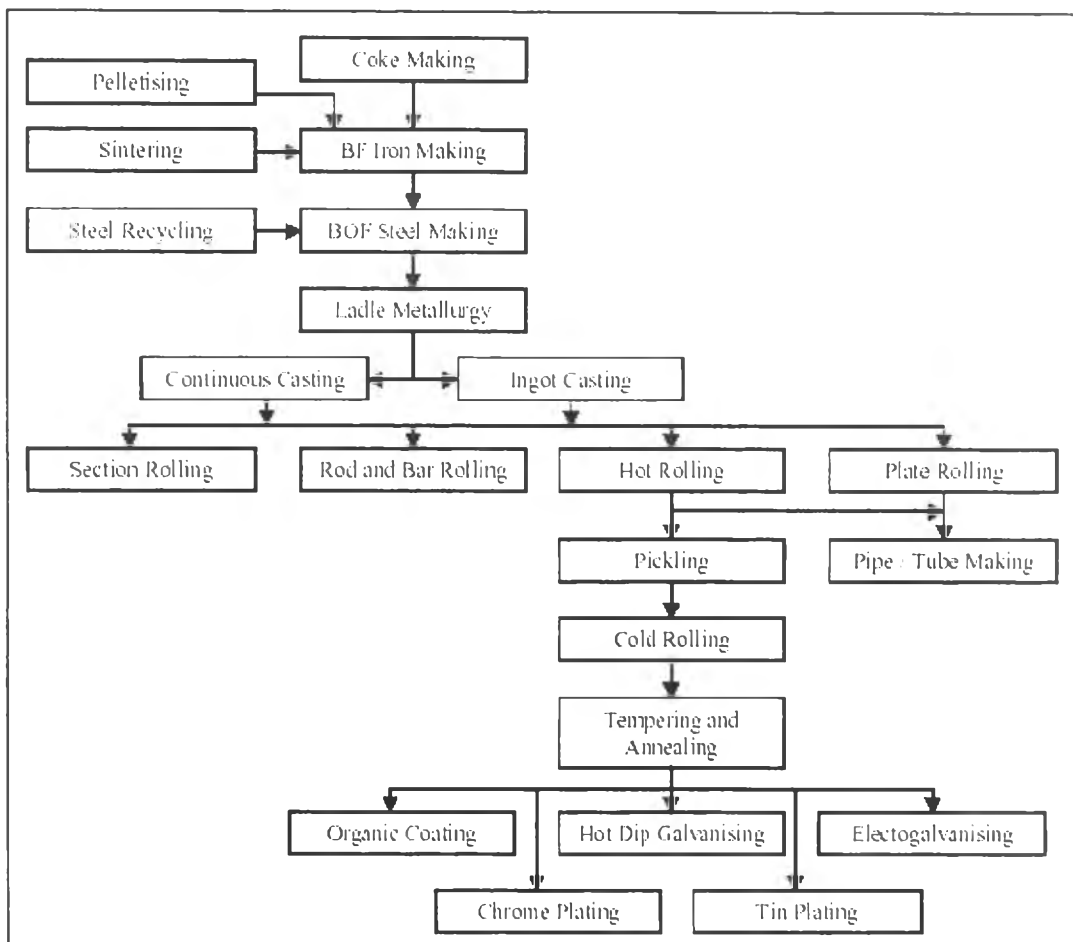 Coke Making
Pelletising
Sintering
BF Iron Making
Steel Recycling
BOF Steel Making
Ladle Metallurgy
Continuous Casting
Ingot Casting
Section Rolling
Rod and Bar Rolling
Hot Rolling
Plate Rolling
Pickling
Pipe / Tube Making
Cold Rolling
Tempering and
Annealing
Organic Coating
Hot Dip Galvanising
Electogalvanising
Chrome Plating
Tin Plating